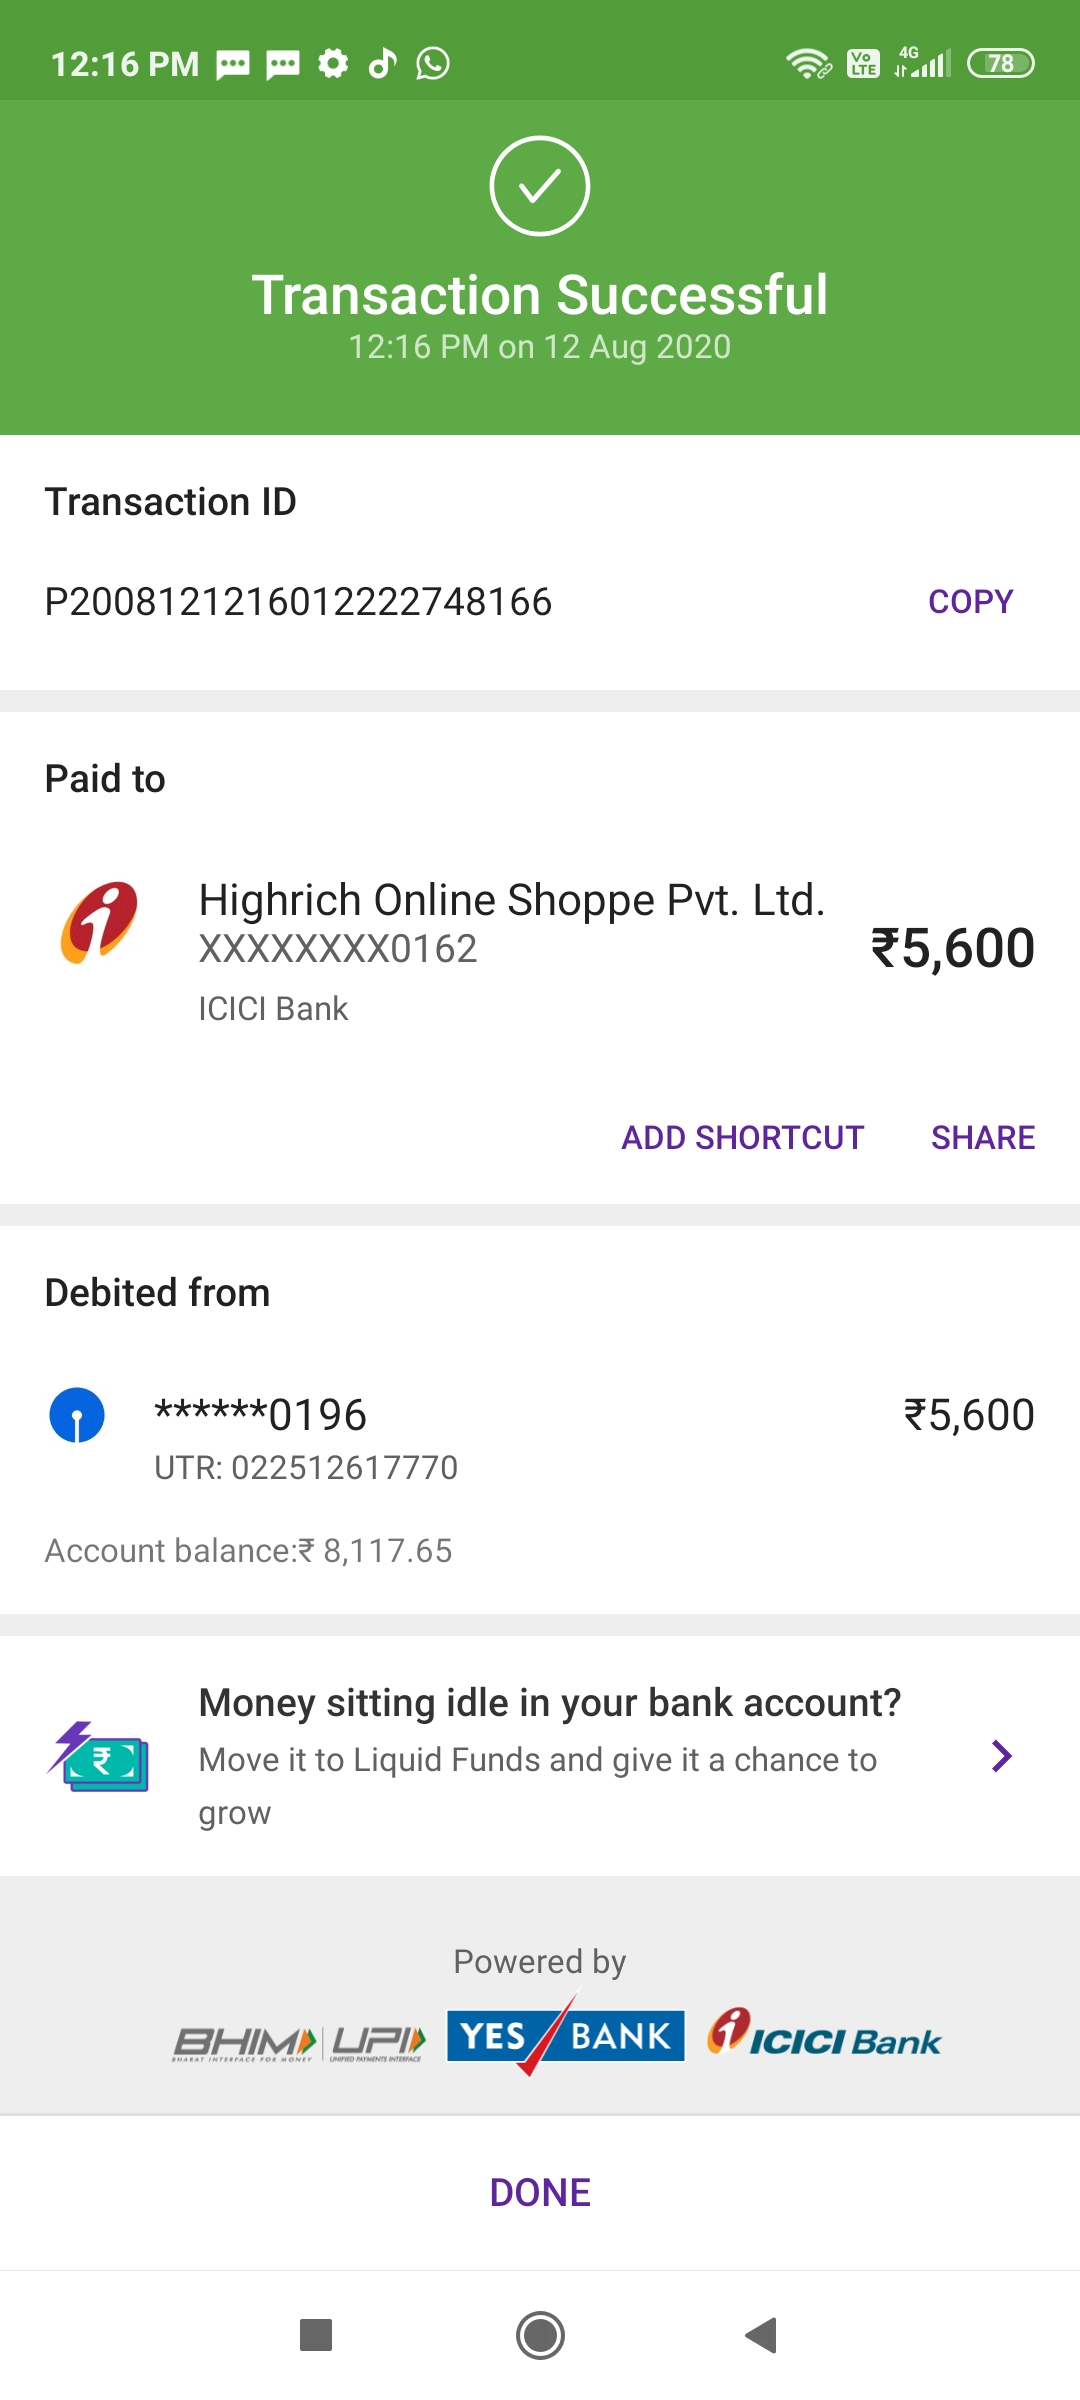 12:16 PM 4G Vo LTE 78
Transaction Successful
12:16 PM on 12 Aug 2020
Transaction ID
P2008121216012222748166 COPY
Paid to
Highrich Online Shoppe Pvt. Ltd.
XXXXXXXX0162 ₹5,600
ICICI Bank
ADD SHORTCUT SHARE
Debited from
******0196 ₹5,600
UTR: 022512617770
Account balance:₹ 8,117.65
Money sitting idle in your bank account?
Move it to Liquid Funds and give it a chance to
grow
Powered by
BHIM UPI YES BANK ICICI Bank
BHARAT INTERFACE FOR MONEY UNIFIED PAYMENTS INTERFACE
DONE